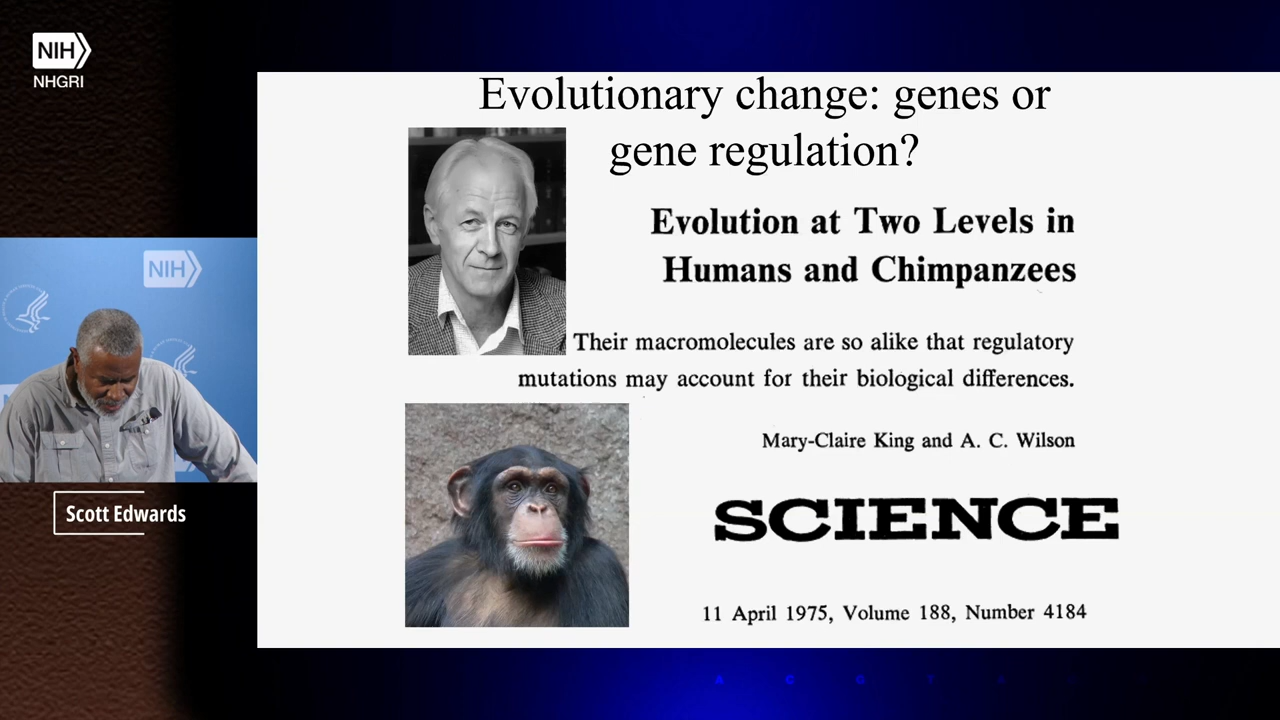 NIH
NHGRI
Evolutionary change: genes or
gene regulation?
Evolution at Two Levels in
Humans and Chimpanzees
Their macromolecules are so alike that regulatory
mutations may account for their biological differences.
Mary-Claire King and A. C. Wilson
SCIENCE
11 April 1975, Volume 188, Number 4184
NIH
Scott Edwards
A C G T A